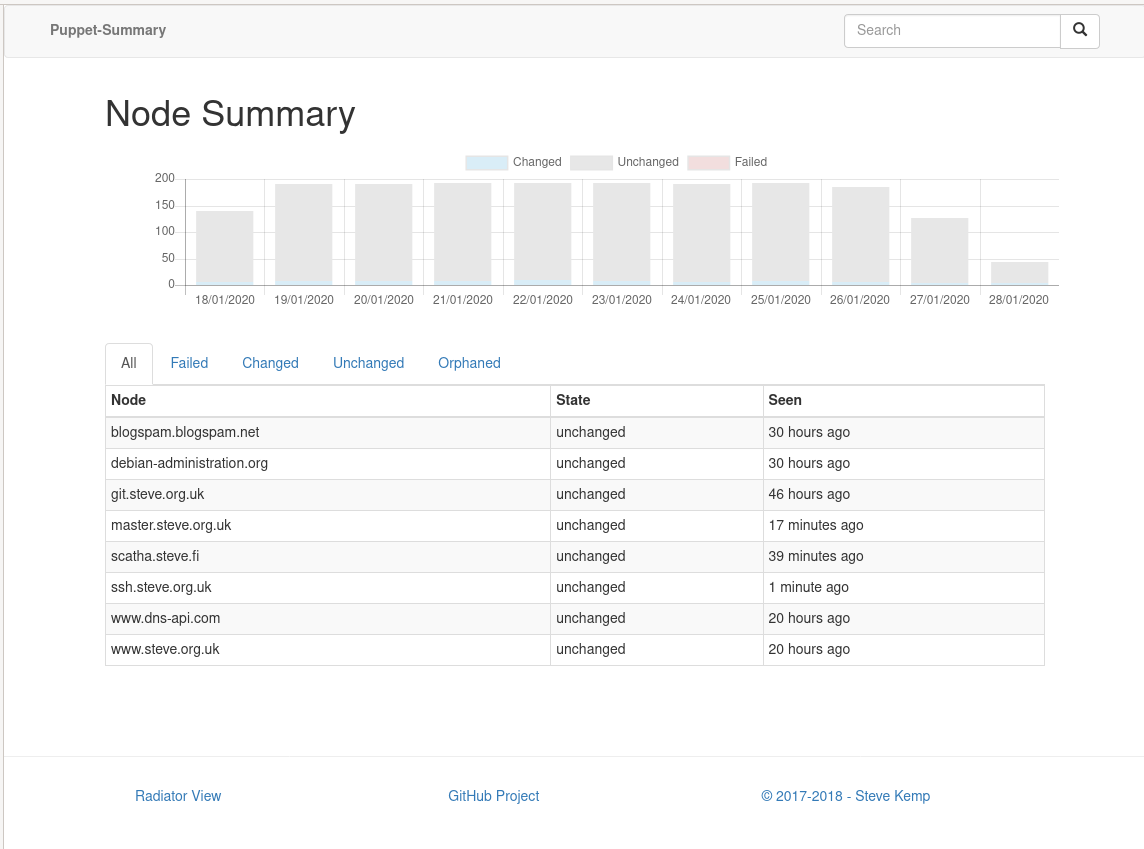 Puppet-Summary Search
Node Summary
Changed Unchanged Failed
200
150
100
50
0
18/01/2020 19/01/2020 20/01/2020 21/01/2020 22/01/2020 23/01/2020 24/01/2020 25/01/2020 26/01/2020 27/01/2020 28/01/2020
All Failed Changed Unchanged Orphaned
Node State Seen
blogspam.blogspam.net unchanged 30 hours ago
debian-administration.org unchanged 30 hours ago
git.steve.org.uk unchanged 46 hours ago
master.steve.org.uk unchanged 17 minutes ago
scatha.steve.fi unchanged 39 minutes ago
ssh.steve.org.uk unchanged 1 minute ago
www.dns-api.com unchanged 20 hours ago
www.steve.org.uk unchanged 20 hours ago
Radiator View GitHub Project © 2017-2018 - Steve Kemp